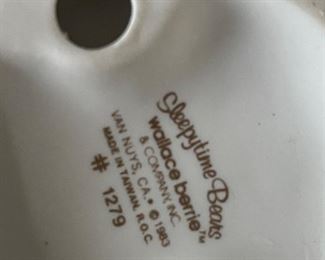 Sleepytime Bears
wallace berrie™
& COMPANY INC.
VAN NUYS, CA. • © 1983
MADE IN TAIWAN, R.O.C.
# 1279